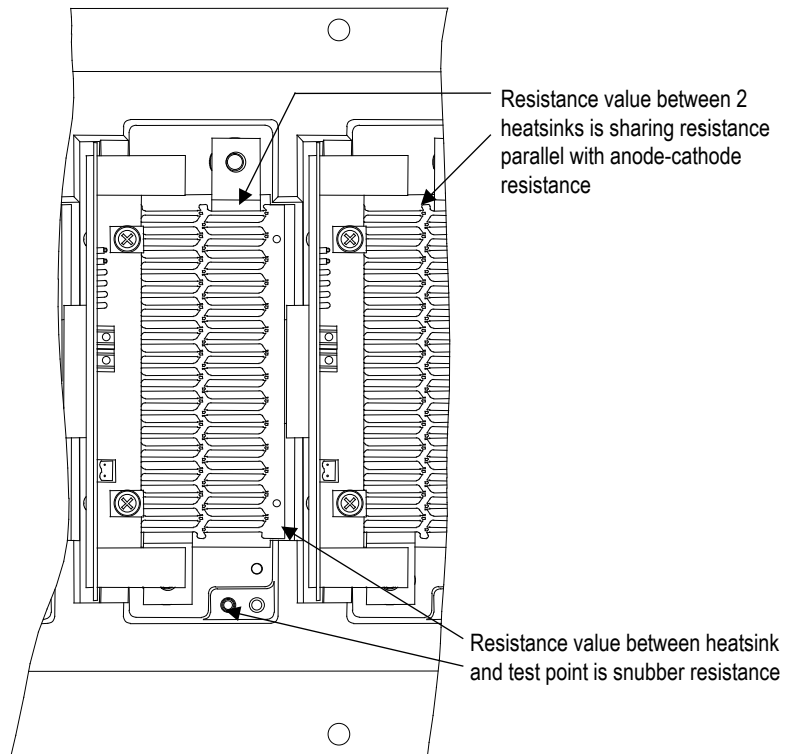 Resistance value between 2
heatsinks is sharing resistance
parallel with anode-cathode
resistance
Resistance value between heatsink
and test point is snubber resistance